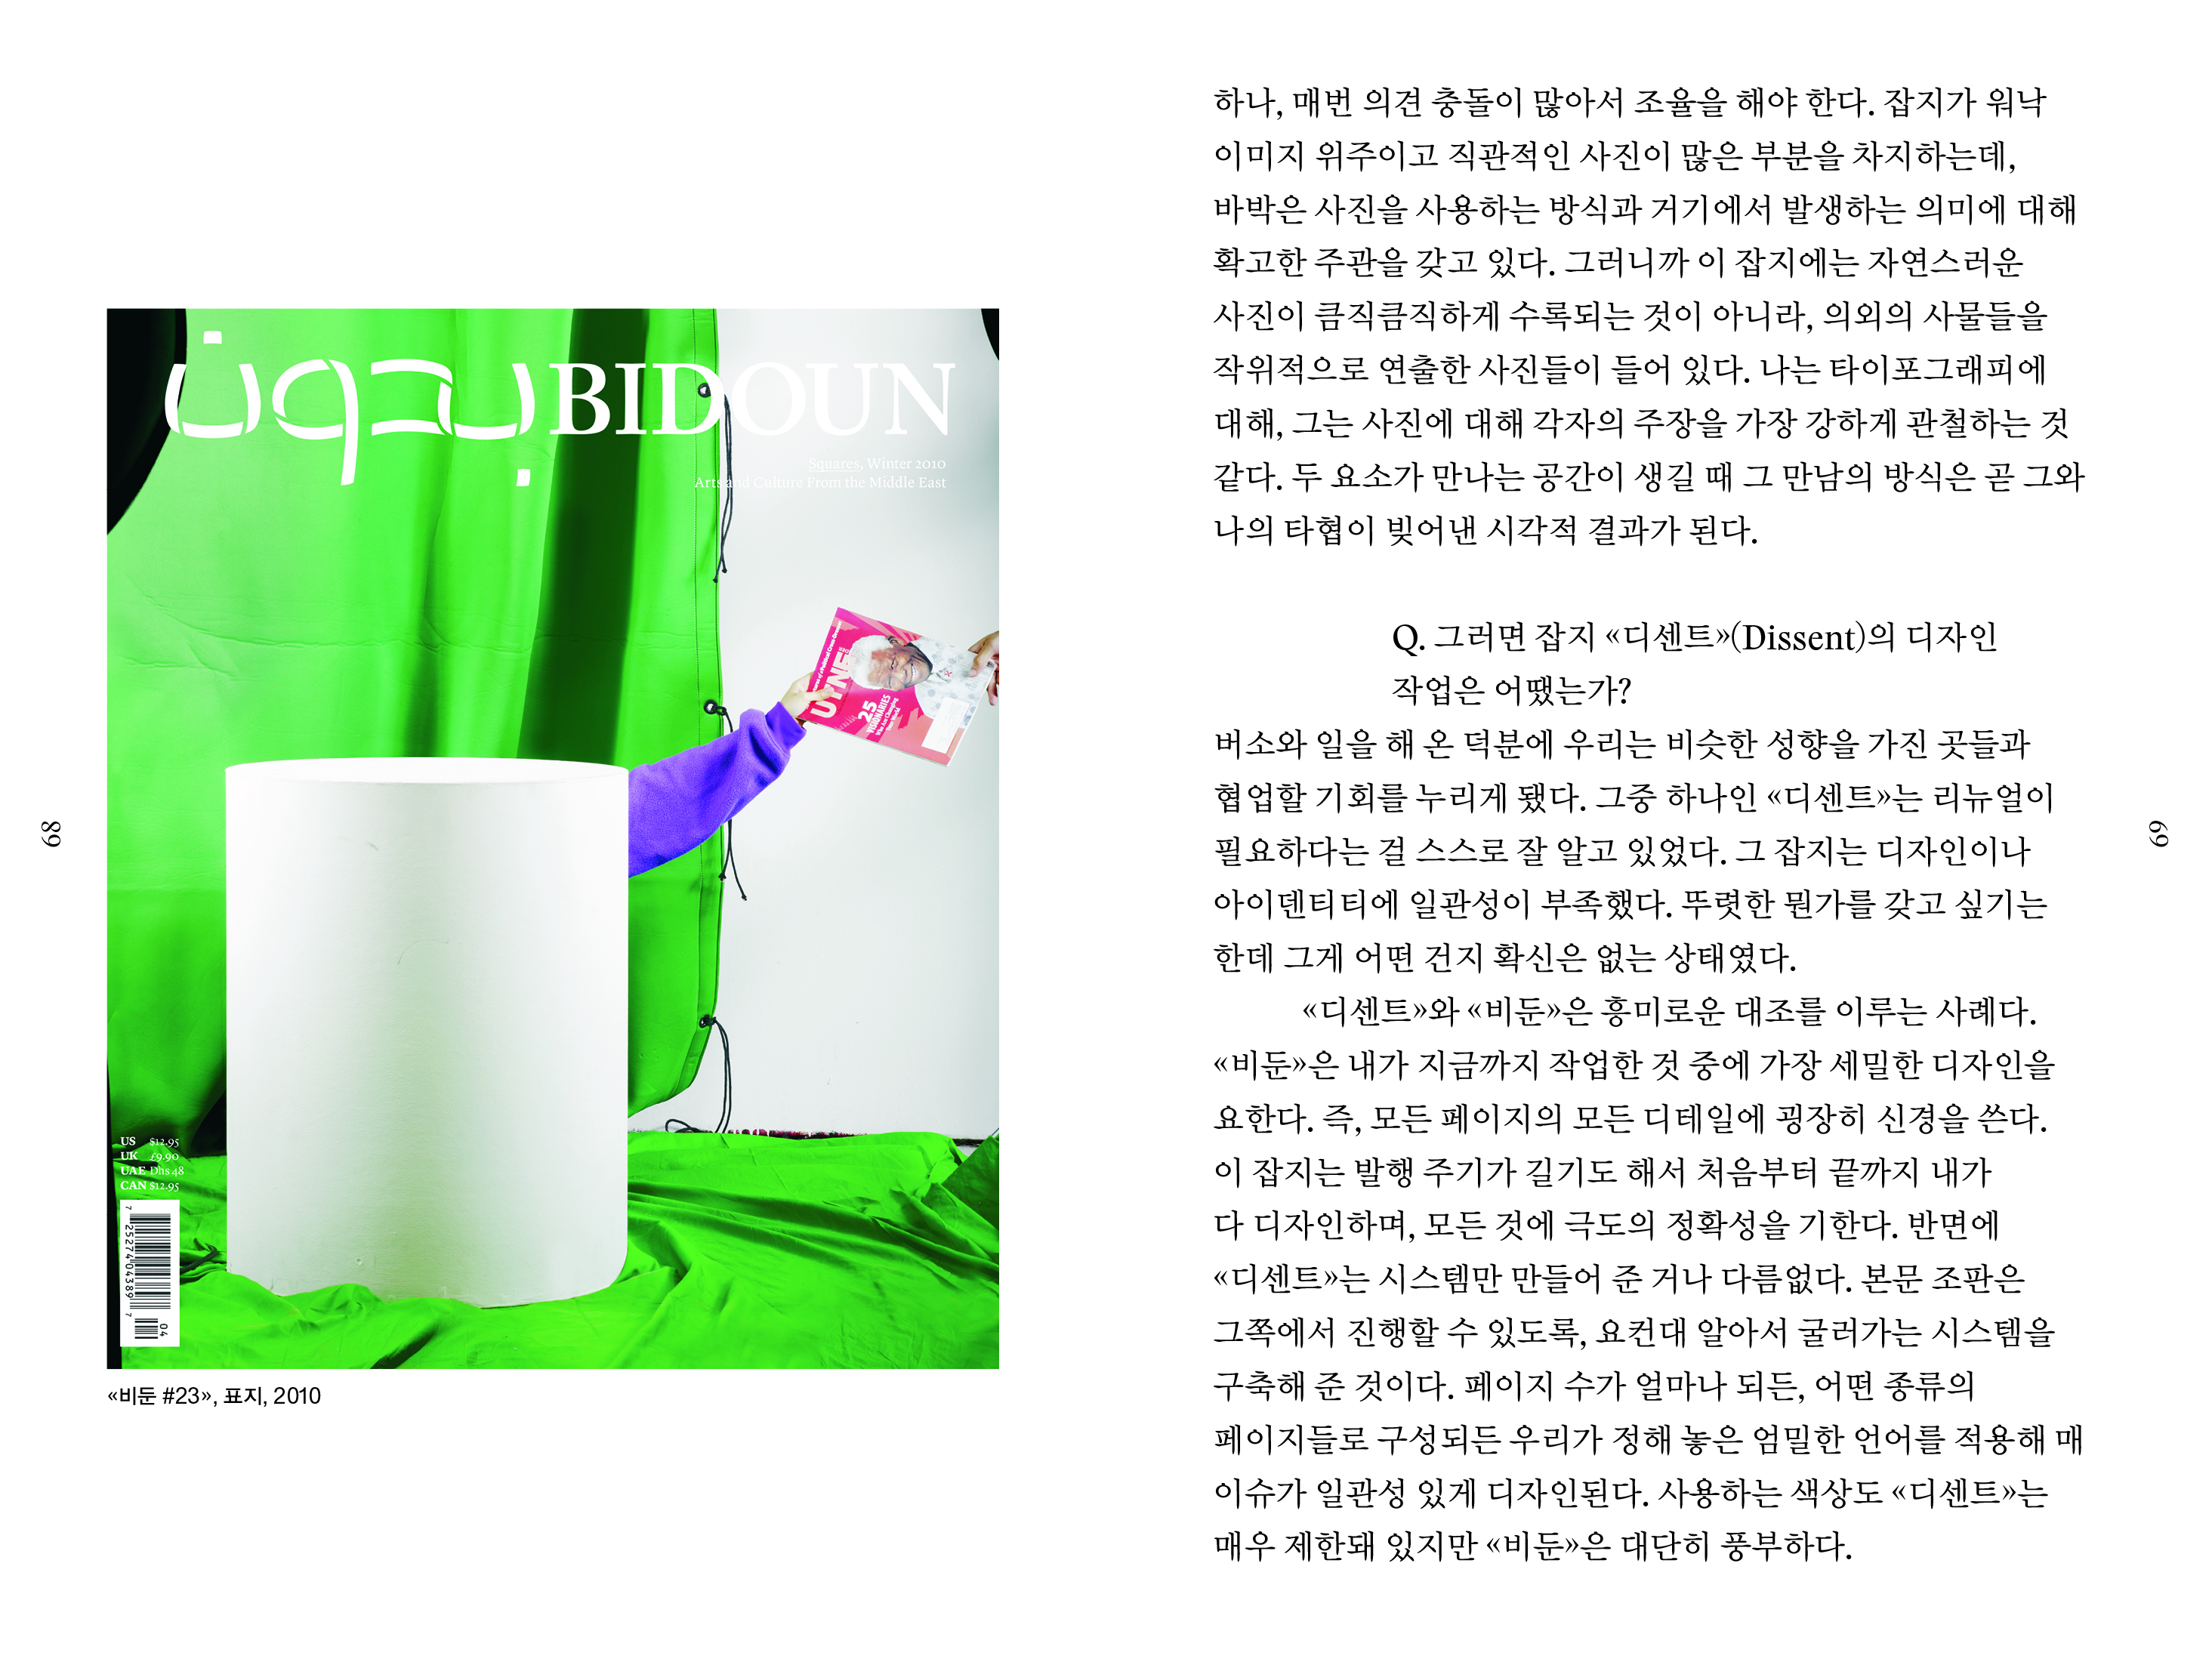 68
بدون BIDOUN
Squares, Winter 2010
Arts and Culture From the Middle East
UTNE
25
VISIONARIES
US $12.95
UK £9.90
UAE Dhs 48
CAN $12.95
7 25274 04389 7
04
«비둔 #23», 표지, 2010
하나, 매번 의견 충돌이 많아서 조율을 해야 한다. 잡지가 워낙
이미지 위주이고 직관적인 사진이 많은 부분을 차지하는데,
바박은 사진을 사용하는 방식과 거기에서 발생하는 의미에 대해
확고한 주관을 갖고 있다. 그러니까 이 잡지에는 자연스러운
사진이 큼직큼직하게 수록되는 것이 아니라, 의외의 사물들을
작위적으로 연출한 사진들이 들어 있다. 나는 타이포그래피에
대해, 그는 사진에 대해 각자의 주장을 가장 강하게 관철하는 것
같다. 두 요소가 만나는 공간이 생길 때 그 만남의 방식은 곧 그와
나의 타협이 빚어낸 시각적 결과가 된다.
Q. 그러면 잡지 «디센트»(Dissent)의 디자인
작업은 어땠는가?
버소와 일을 해 온 덕분에 우리는 비슷한 성향을 가진 곳들과
협업할 기회를 누리게 됐다. 그중 하나인 «디센트»는 리뉴얼이
필요하다는 걸 스스로 잘 알고 있었다. 그 잡지는 디자인이나
아이덴티티에 일관성이 부족했다. 뚜렷한 뭔가를 갖고 싶기는
한데 그게 어떤 건지 확신은 없는 상태였다.
«디센트»와 «비둔»은 흥미로운 대조를 이루는 사례다.
«비둔»은 내가 지금까지 작업한 것 중에 가장 세밀한 디자인을
요한다. 즉, 모든 페이지의 모든 디테일에 굉장히 신경을 쓴다.
이 잡지는 발행 주기가 길기도 해서 처음부터 끝까지 내가
다 디자인하며, 모든 것에 극도의 정확성을 기한다. 반면에
«디센트»는 시스템만 만들어 준 거나 다름없다. 본문 조판은
그쪽에서 진행할 수 있도록, 요컨대 알아서 굴러가는 시스템을
구축해 준 것이다. 페이지 수가 얼마나 되든, 어떤 종류의
페이지들로 구성되든 우리가 정해 놓은 엄밀한 언어를 적용해 매
이슈가 일관성 있게 디자인된다. 사용하는 색상도 «디센트»는
매우 제한돼 있지만 «비둔»은 대단히 풍부하다.
69